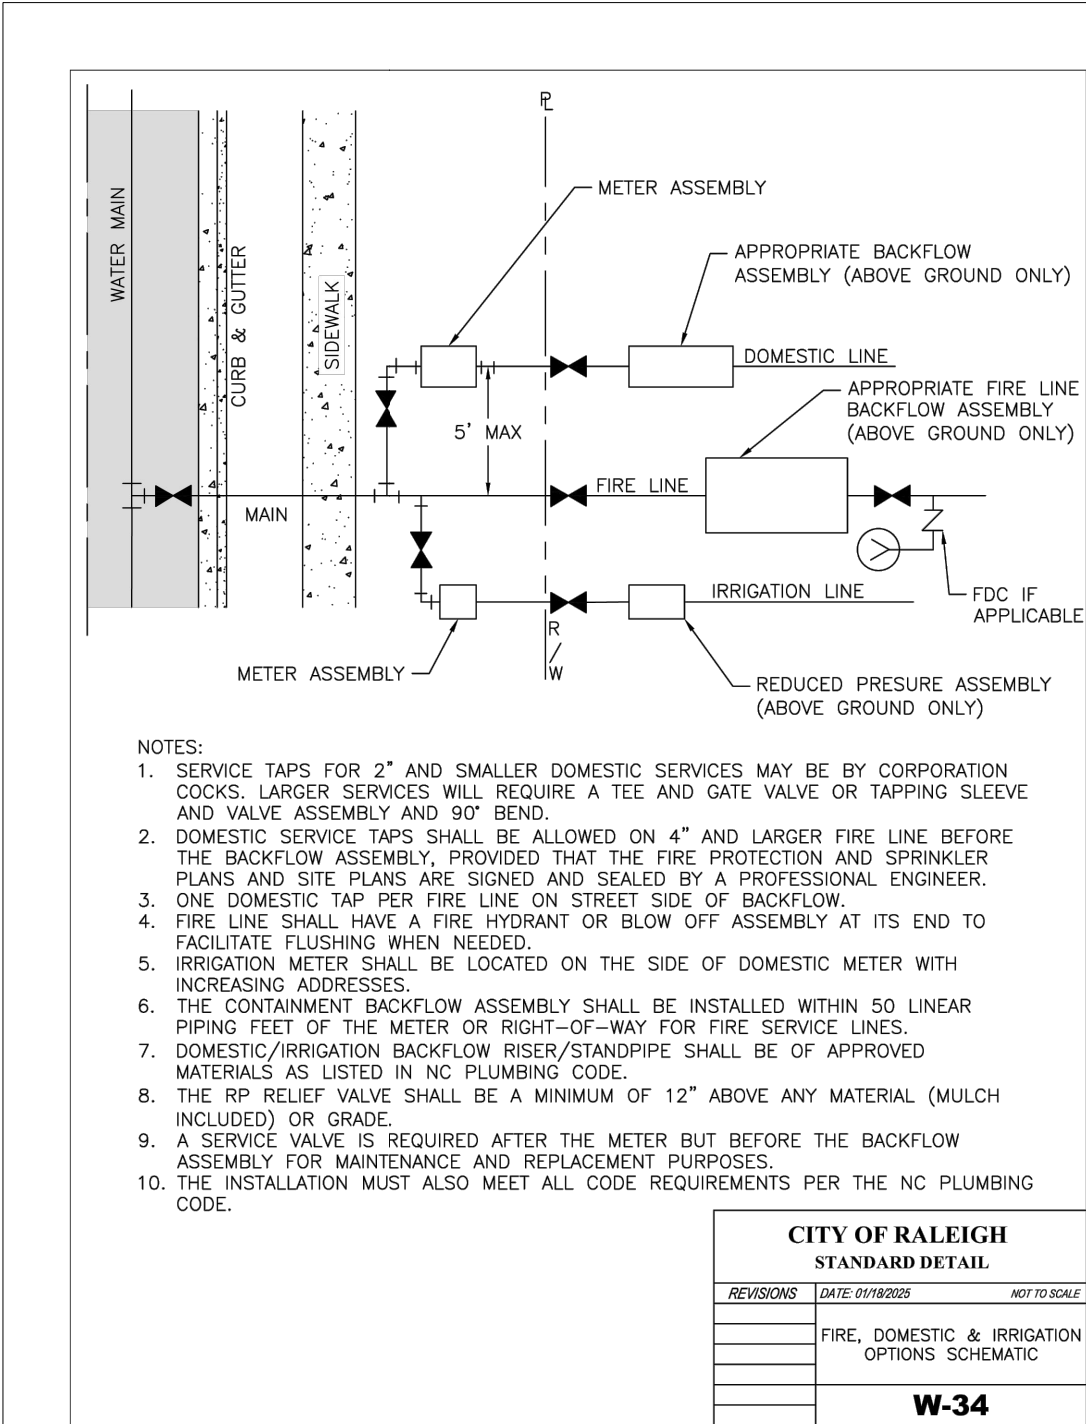 PL
METER ASSEMBLY
APPROPRIATE BACKFLOW
ASSEMBLY (ABOVE GROUND ONLY)
WATER MAIN
CURB & GUTTER
SIDEWALK
DOMESTIC LINE
APPROPRIATE FIRE LINE
BACKFLOW ASSEMBLY
(ABOVE GROUND ONLY)
5' MAX
FIRE LINE
MAIN
IRRIGATION LINE
FDC IF
APPLICABLE
R/W
METER ASSEMBLY
REDUCED PRESURE ASSEMBLY
(ABOVE GROUND ONLY)
NOTES:
1. SERVICE TAPS FOR 2" AND SMALLER DOMESTIC SERVICES MAY BE BY CORPORATION
COCKS. LARGER SERVICES WILL REQUIRE A TEE AND GATE VALVE OR TAPPING SLEEVE
AND VALVE ASSEMBLY AND 90° BEND.
2. DOMESTIC SERVICE TAPS SHALL BE ALLOWED ON 4" AND LARGER FIRE LINE BEFORE
THE BACKFLOW ASSEMBLY, PROVIDED THAT THE FIRE PROTECTION AND SPRINKLER
PLANS AND SITE PLANS ARE SIGNED AND SEALED BY A PROFESSIONAL ENGINEER.
3. ONE DOMESTIC TAP PER FIRE LINE ON STREET SIDE OF BACKFLOW.
4. FIRE LINE SHALL HAVE A FIRE HYDRANT OR BLOW OFF ASSEMBLY AT ITS END TO
FACILITATE FLUSHING WHEN NEEDED.
5. IRRIGATION METER SHALL BE LOCATED ON THE SIDE OF DOMESTIC METER WITH
INCREASING ADDRESSES.
6. THE CONTAINMENT BACKFLOW ASSEMBLY SHALL BE INSTALLED WITHIN 50 LINEAR
PIPING FEET OF THE METER OR RIGHT-OF-WAY FOR FIRE SERVICE LINES.
7. DOMESTIC/IRRIGATION BACKFLOW RISER/STANDPIPE SHALL BE OF APPROVED
MATERIALS AS LISTED IN NC PLUMBING CODE.
8. THE RP RELIEF VALVE SHALL BE A MINIMUM OF 12" ABOVE ANY MATERIAL (MULCH
INCLUDED) OR GRADE.
9. A SERVICE VALVE IS REQUIRED AFTER THE METER BUT BEFORE THE BACKFLOW
ASSEMBLY FOR MAINTENANCE AND REPLACEMENT PURPOSES.
10. THE INSTALLATION MUST ALSO MEET ALL CODE REQUIREMENTS PER THE NC PLUMBING
CODE.
CITY OF RALEIGH
STANDARD DETAIL
REVISIONS
DATE: 01/18/2025
NOT TO SCALE
FIRE, DOMESTIC & IRRIGATION
OPTIONS SCHEMATIC
W-34